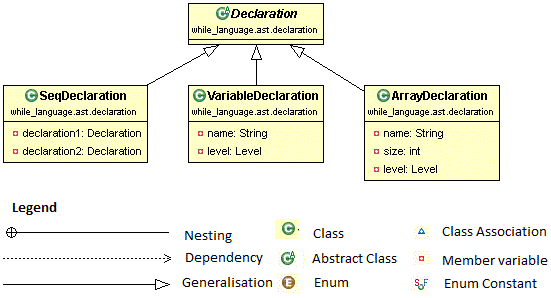 Declaration
while_language.ast.declaration
SeqDeclaration
while_language.ast.declaration
declaration1: Declaration
declaration2: Declaration
VariableDeclaration
while_language.ast.declaration
name: String
level: Level
ArrayDeclaration
while_language.ast.declaration
name: String
size: int
level: Level
Legend
Nesting
Dependency
Generalisation
C Class
C A Abstract Class
E Enum
Class Association
Member variable
S F Enum Constant